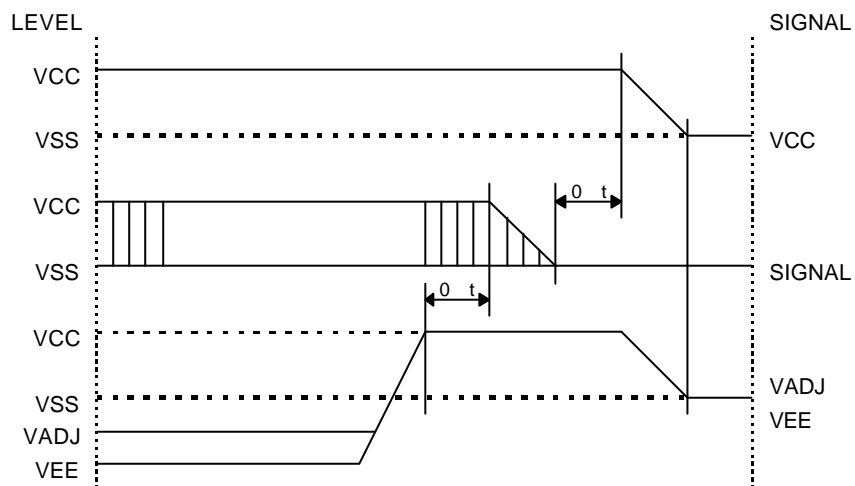 LEVEL SIGNAL
VCC
VSS VCC
VCC 0 t
VSS SIGNAL
0 t
VCC
VSS VADJ
VADJ VEE
VEE